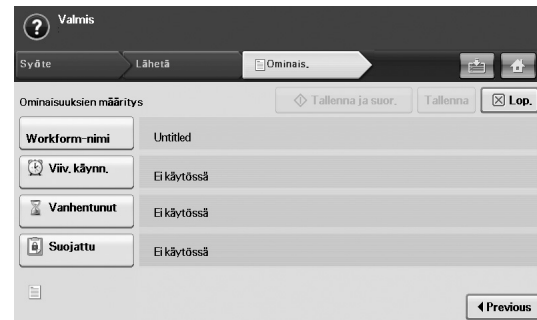 Valmis
Syöte Lähetä Ominais.
Ominaisuuksien määritys Tallenna ja suor. Tallenna Lop.
Workform-nimi Untitled
Viiv. käynn. Ei käytössä
Vanhentunut Ei käytössä
Suojattu Ei käytössä
Previous